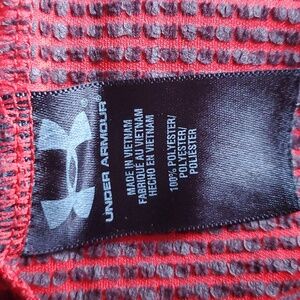 UNDER ARMOUR
MADE IN VIETNAM
FABRIQUÉ AU VIETNAM
HECHO EN VIETNAM
100% POLYESTER/
POLYESTER/
POLIÉSTER